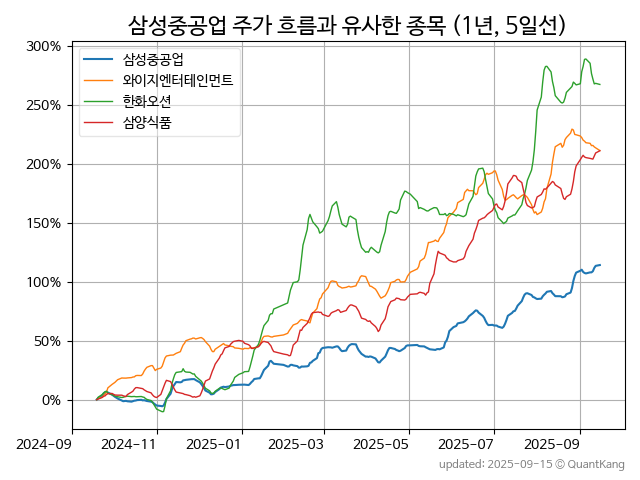 삼성중공업 주가 흐름과 유사한 종목 (1년, 5일선)
삼성중공업
와이지엔터테인먼트
한화오션
삼양식품
300%
250%
200%
150%
100%
50%
0%
2024-09 2024-11 2025-01 2025-03 2025-05 2025-07 2025-09
updated: 2025-09-15 © QuantKang